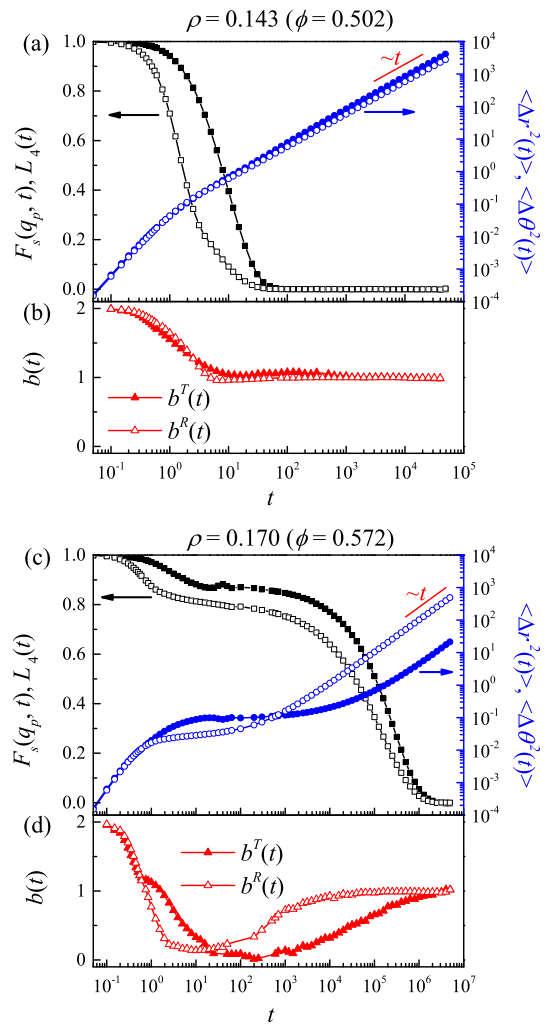 ρ = 0.143 (ϕ = 0.502)
(a)
1.0
0.8
0.6
0.4
0.2
0.0
F_s(q_p, t), L_4(t)
~t
10^4
10^3
10^2
10^1
10^0
10^-1
10^-2
10^-3
10^-4
<Δr^2(t)>, <Δθ^2(t)>
(b)
2
1
0
b(t)
b^T(t)
b^R(t)
10^-1 10^0 10^1 10^2 10^3 10^4 10^5
t
ρ = 0.170 (ϕ = 0.572)
(c)
1.0
0.8
0.6
0.4
0.2
0.0
F_s(q_p, t), L_4(t)
~t
10^4
10^3
10^2
10^1
10^0
10^-1
10^-2
10^-3
10^-4
<Δr^2(t)>, <Δθ^2(t)>
(d)
2
1
0
b(t)
b^T(t)
b^R(t)
10^-1 10^0 10^1 10^2 10^3 10^4 10^5 10^6 10^7
t